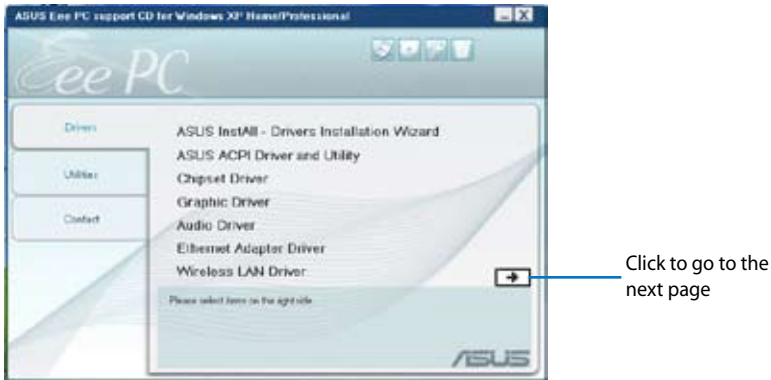 ASUS Eee PC support CD for Windows XP Home/Professional
Eee PC
Drivers
Utilities
Contact
ASUS InstAll - Drivers Installation Wizard
ASUS ACPI Driver and Utility
Chipset Driver
Graphic Driver
Audio Driver
Ethernet Adapter Driver
Wireless LAN Driver
Please select items on the right side
ASUS
Click to go to the
next page